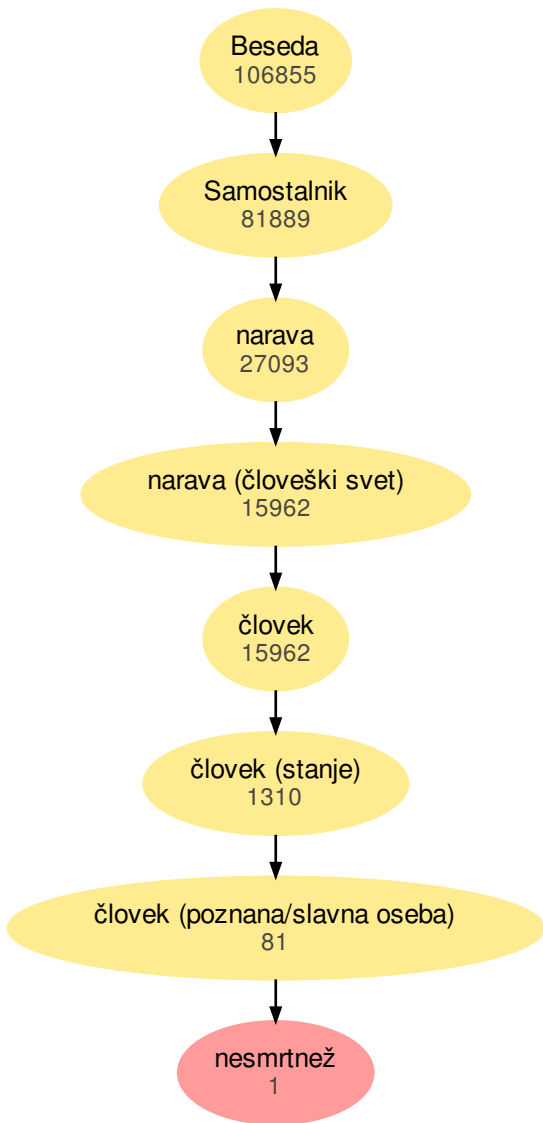 Beseda
106855
Samostalnik
81889
narava
27093
narava (človeški svet)
15962
človek
15962
človek (stanje)
1310
človek (poznana/slavna oseba)
81
nesmrtnež
1